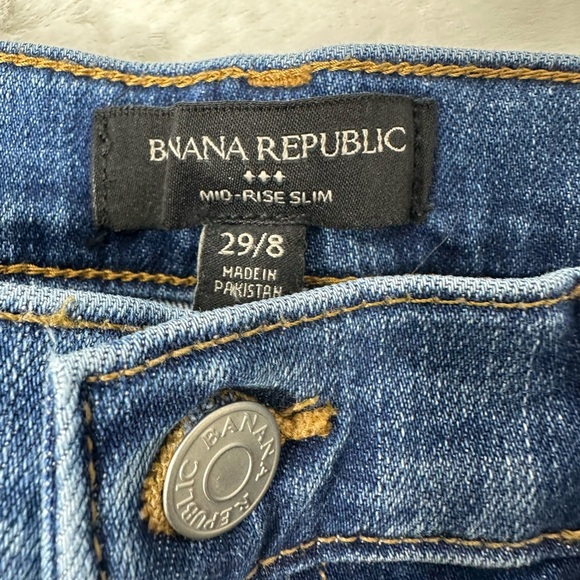 BANANA REPUBLIC
MID-RISE SLIM
29/8
MADE IN
PAKISTAN
BANANA REPUBLIC